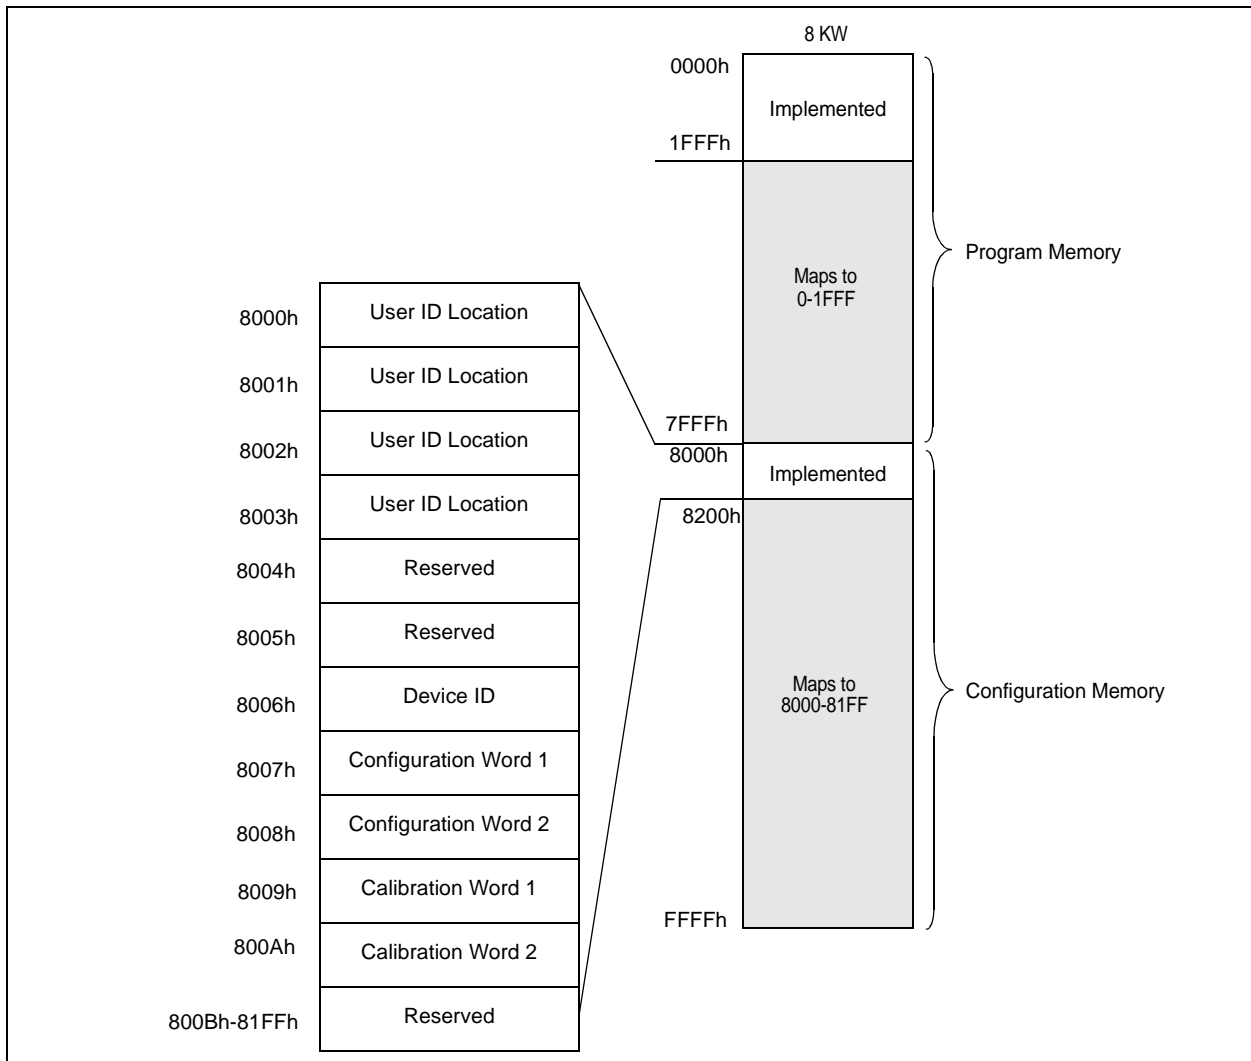 8 KW
0000h
Implemented
1FFFh
Maps to
0-1FFF
Program Memory
7FFFh
8000h
Implemented
8200h
Maps to
8000-81FF
Configuration Memory
FFFFh
8000h
User ID Location
8001h
User ID Location
8002h
User ID Location
8003h
User ID Location
8004h
Reserved
8005h
Reserved
8006h
Device ID
8007h
Configuration Word 1
8008h
Configuration Word 2
8009h
Calibration Word 1
800Ah
Calibration Word 2
800Bh-81FFh
Reserved